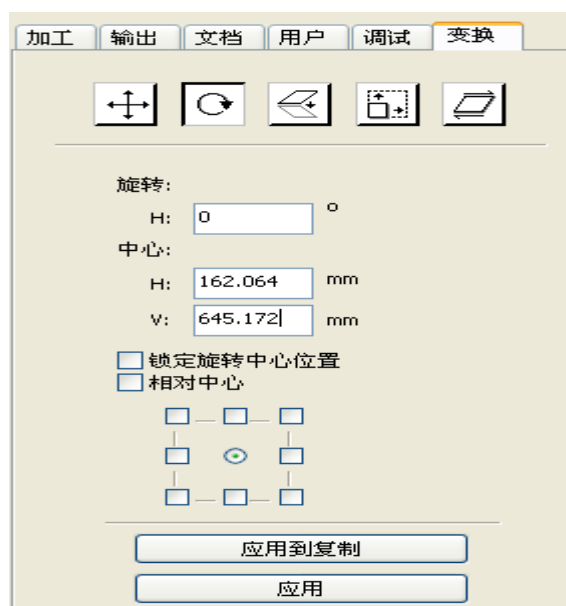 加工 输出 文档 用户 调试 变换
旋转:
H: 0 °
中心:
H: 162.064 mm
V: 645.172 mm
锁定旋转中心位置
相对中心
应用到复制
应用